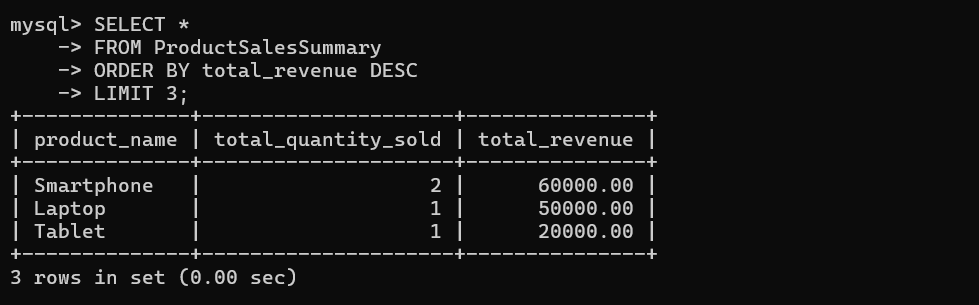 mysql> SELECT *
    -> FROM ProductSalesSummary
    -> ORDER BY total_revenue DESC
    -> LIMIT 3;
+--------------+---------------------+---------------+
| product_name | total_quantity_sold | total_revenue |
+--------------+---------------------+---------------+
| Smartphone   |                   2 |      60000.00 |
| Laptop       |                   1 |      50000.00 |
| Tablet       |                   1 |      20000.00 |
+--------------+---------------------+---------------+
3 rows in set (0.00 sec)